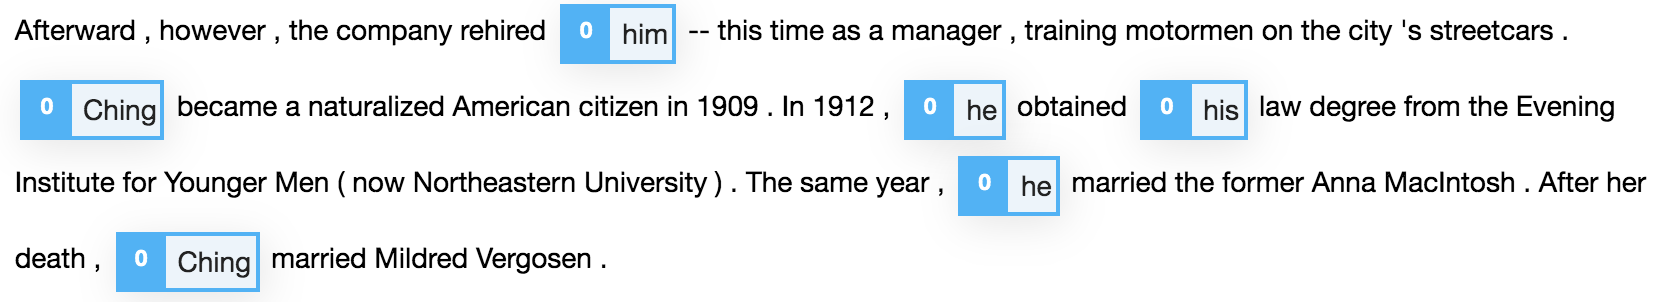 Afterward , however , the company rehired 0 him -- this time as a manager , training motormen on the city 's streetcars .
0 Ching became a naturalized American citizen in 1909 . In 1912 , 0 he obtained 0 his law degree from the Evening
Institute for Younger Men ( now Northeastern University ) . The same year , 0 he married the former Anna MacIntosh . After her
death , 0 Ching married Mildred Vergosen .